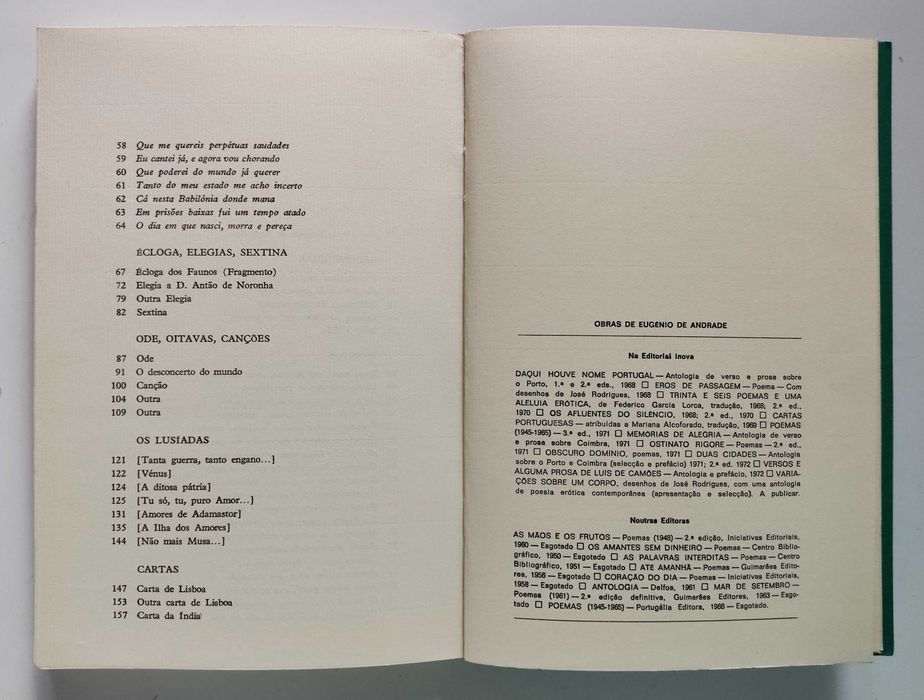 58 Que me quereis perpétuas saudades
59 Eu cantei já, e agora vou chorando
60 Que poderei do mundo já querer
61 Tanto do meu estado me acho incerto
62 Cá nesta Babilónia donde mana
63 Em prisões baixas fui um tempo atado
64 O dia em que nasci, morra e pereça
ÉCLOGA, ELEGIAS, SEXTINA
67 Écloga dos Faunos (Fragmento)
72 Elegia a D. Antão de Noronha
79 Outra Elegia
82 Sextina
ODE, OITAVAS, CANÇÕES
87 Ode
91 O desconcerto do mundo
100 Canção
104 Outra
109 Outra
OS LUSÍADAS
121 [Tanta guerra, tanto engano...]
122 [Vénus]
124 [A ditosa pátria]
125 [Tu só, tu, puro Amor...]
131 [Amores de Adamastor]
135 [A Ilha dos Amores]
144 [Não mais Musa...]
CARTAS
147 Carta de Lisboa
153 Outra carta de Lisboa
157 Carta da Índia
OBRAS DE EUGÉNIO DE ANDRADE
Na Editorial Inova
DAQUI HOUVE NOME PORTUGAL — Antologia de verso e prosa sobre
o Porto, 1.ª e 2.ª eds., 1968 □ EROS DE PASSAGEM — Poema — Com
desenhos de José Rodrigues, 1968 □ TRINTA E SEIS POEMAS E UMA
ALELUIA ERÓTICA, de Federico García Lorca, tradução, 1968; 2.ª ed.,
1970 □ OS AFLUENTES DO SILÊNCIO, 1968; 2.ª ed., 1970 □ CARTAS
PORTUGUESAS — atribuídas a Mariana Alcoforado, tradução, 1969 □ POEMAS
(1945-1965) — 3.ª ed., 1971 □ MEMÓRIAS DE ALEGRIA — Antologia de verso
e prosa sobre Coimbra, 1971 □ OSTINATO RIGORE — Poemas — 2.ª ed.,
1971 □ OBSCURO DOMÍNIO, poemas, 1971 □ DUAS CIDADES — Antologia
sobre o Porto e Coimbra (selecção e prefácio) 1971; 2.ª ed. 1972 □ VERSOS E
ALGUMA PROSA DE LUÍS DE CAMÕES — Antologia e prefácio, 1972 □ VARIA-
ÇÕES SOBRE UM CORPO, desenhos de José Rodrigues, com uma antologia
de poesia erótica contemporânea (apresentação e selecção). A publicar.
Noutras Editoras
AS MÃOS E OS FRUTOS — Poemas (1948) — 2.ª edição, Iniciativas Editoriais,
1960 — Esgotado □ OS AMANTES SEM DINHEIRO — Poemas — Centro Biblio-
gráfico, 1950 — Esgotado □ AS PALAVRAS INTERDITAS — Poemas — Centro
Bibliográfico, 1951 — Esgotado □ ATÉ AMANHÃ — Poemas — Guimarães Edito-
res, 1956 — Esgotado □ CORAÇÃO DO DIA — Poemas — Iniciativas Editoriais,
1958 — Esgotado □ ANTOLOGIA — Delfos, 1961 □ MAR DE SETEMBRO —
Poemas (1961) — 2.ª edição definitiva, Guimarães Editores, 1963 — Esgo-
tado □ POEMAS (1945-1965) — Portugália Editora, 1966 — Esgotado.